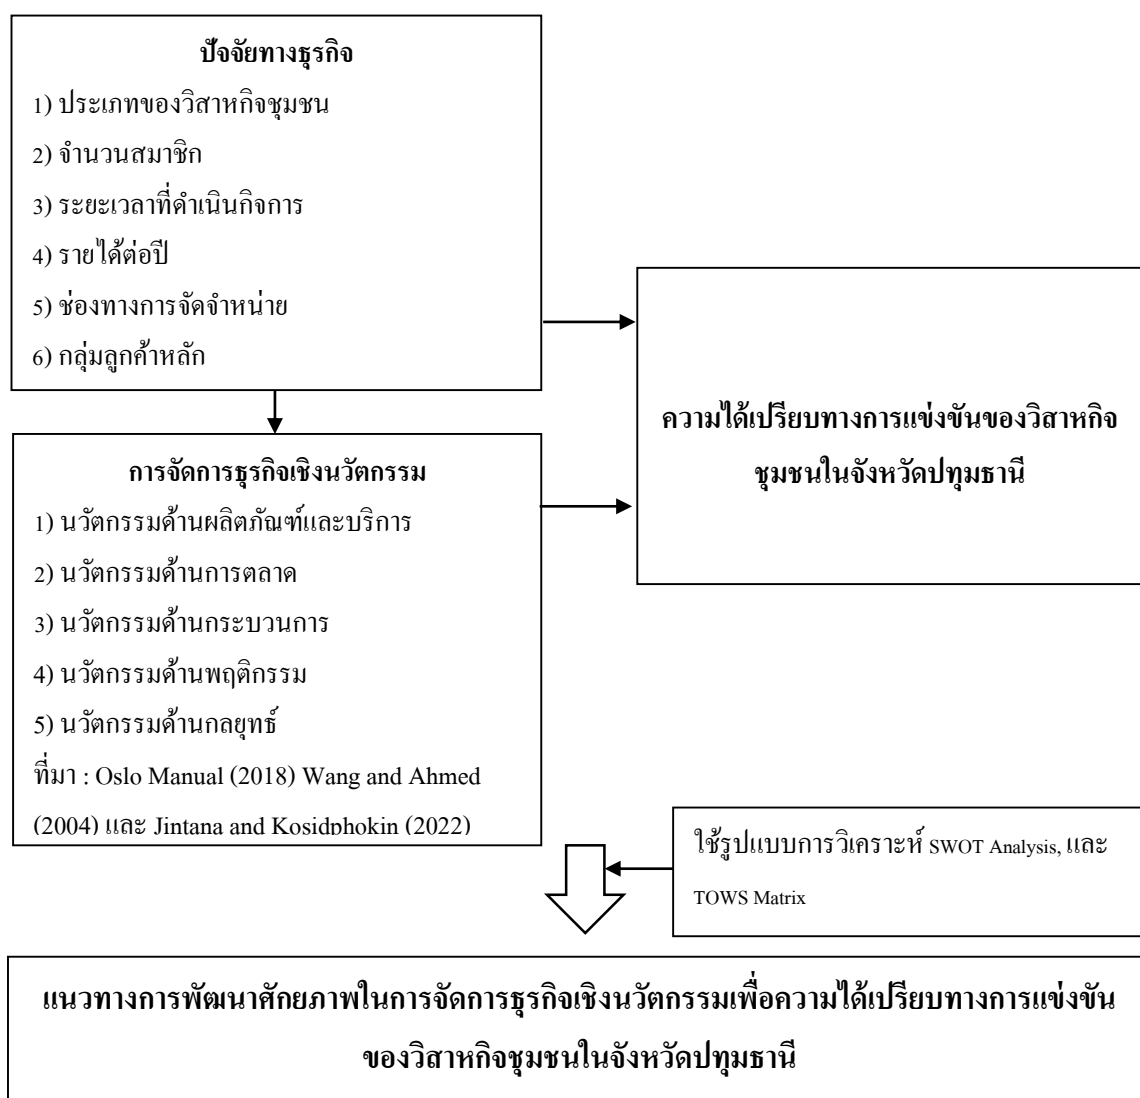 ปัจจัยทางธุรกิจ
1) ประเภทของวิสาหกิจชุมชน
2) จำนวนสมาชิก
3) ระยะเวลาที่ดำเนินกิจการ
4) รายได้ต่อปี
5) ช่องทางการจัดจำหน่าย
6) กลุ่มลูกค้าหลัก
การจัดการธุรกิจเชิงนวัตกรรม
1) นวัตกรรมด้านผลิตภัณฑ์และบริการ
2) นวัตกรรมด้านการตลาด
3) นวัตกรรมด้านกระบวนการ
4) นวัตกรรมด้านพฤติกรรม
5) นวัตกรรมด้านกลยุทธ์
ที่มา : Oslo Manual (2018) Wang and Ahmed
(2004) และ Jintana and Kosidphokin (2022)
ความได้เปรียบทางการแข่งขันของวิสาหกิจ
ชุมชนในจังหวัดปทุมธานี
ใช้รูปแบบการวิเคราะห์ SWOT Analysis, และ
TOWS Matrix
แนวทางการพัฒนาศักยภาพในการจัดการธุรกิจเชิงนวัตกรรมเพื่อความได้เปรียบทางการแข่งขัน
ของวิสาหกิจชุมชนในจังหวัดปทุมธานี